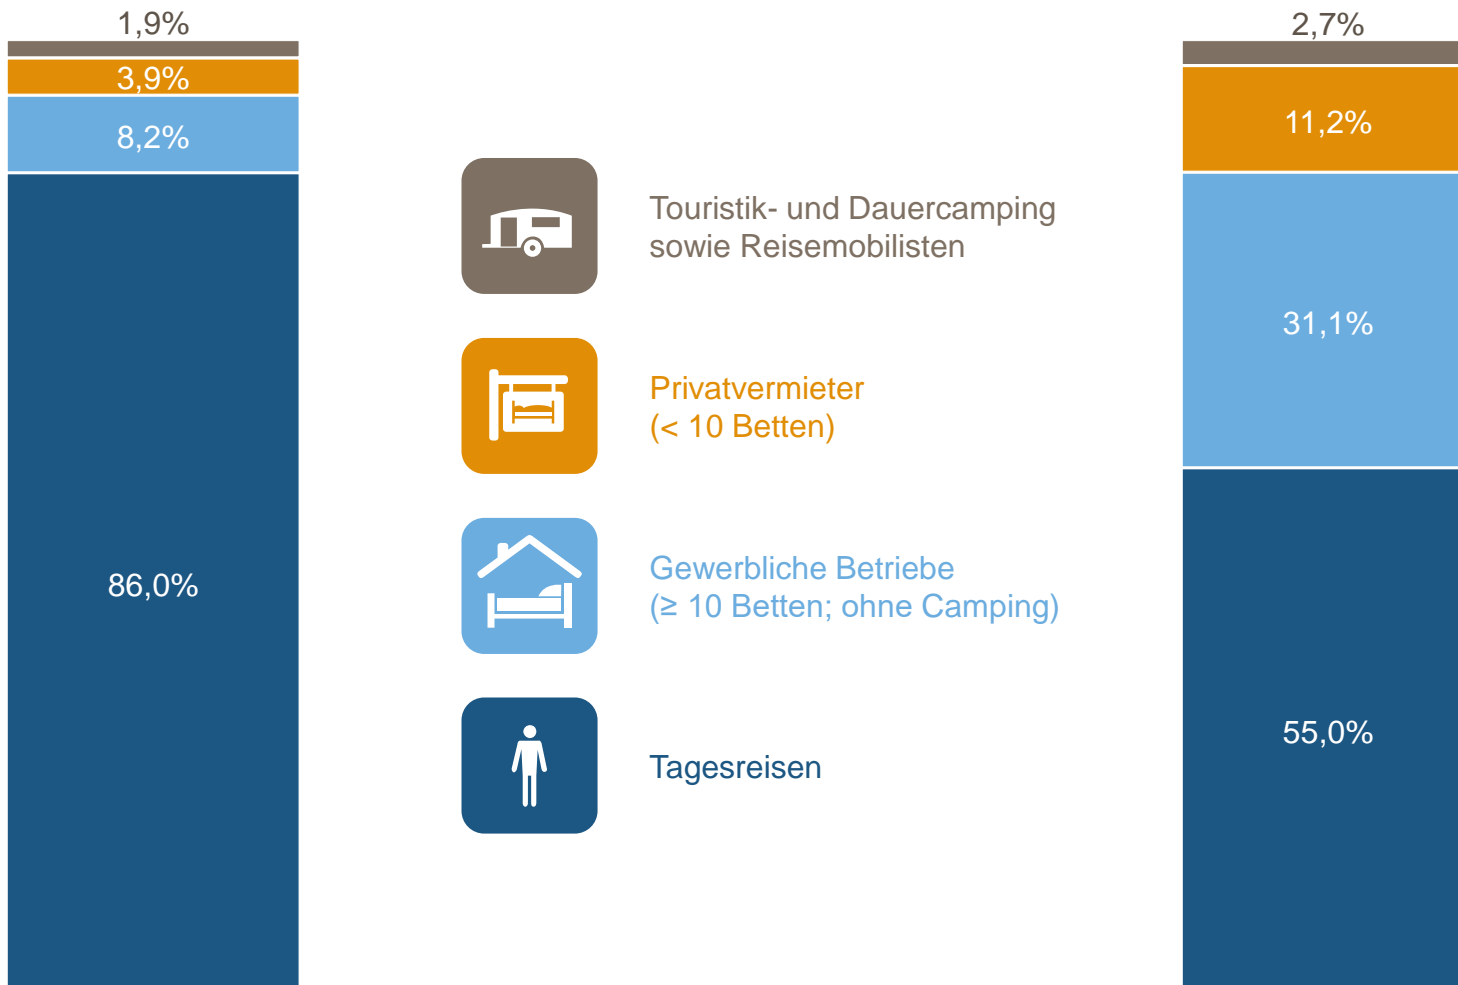 1,9%
3,9%
8,2%
86,0%
Touristik- und Dauercamping
sowie Reisemobilisten
Privatvermieter
(< 10 Betten)
Gewerbliche Betriebe
(≥ 10 Betten; ohne Camping)
Tagesreisen
2,7%
11,2%
31,1%
55,0%